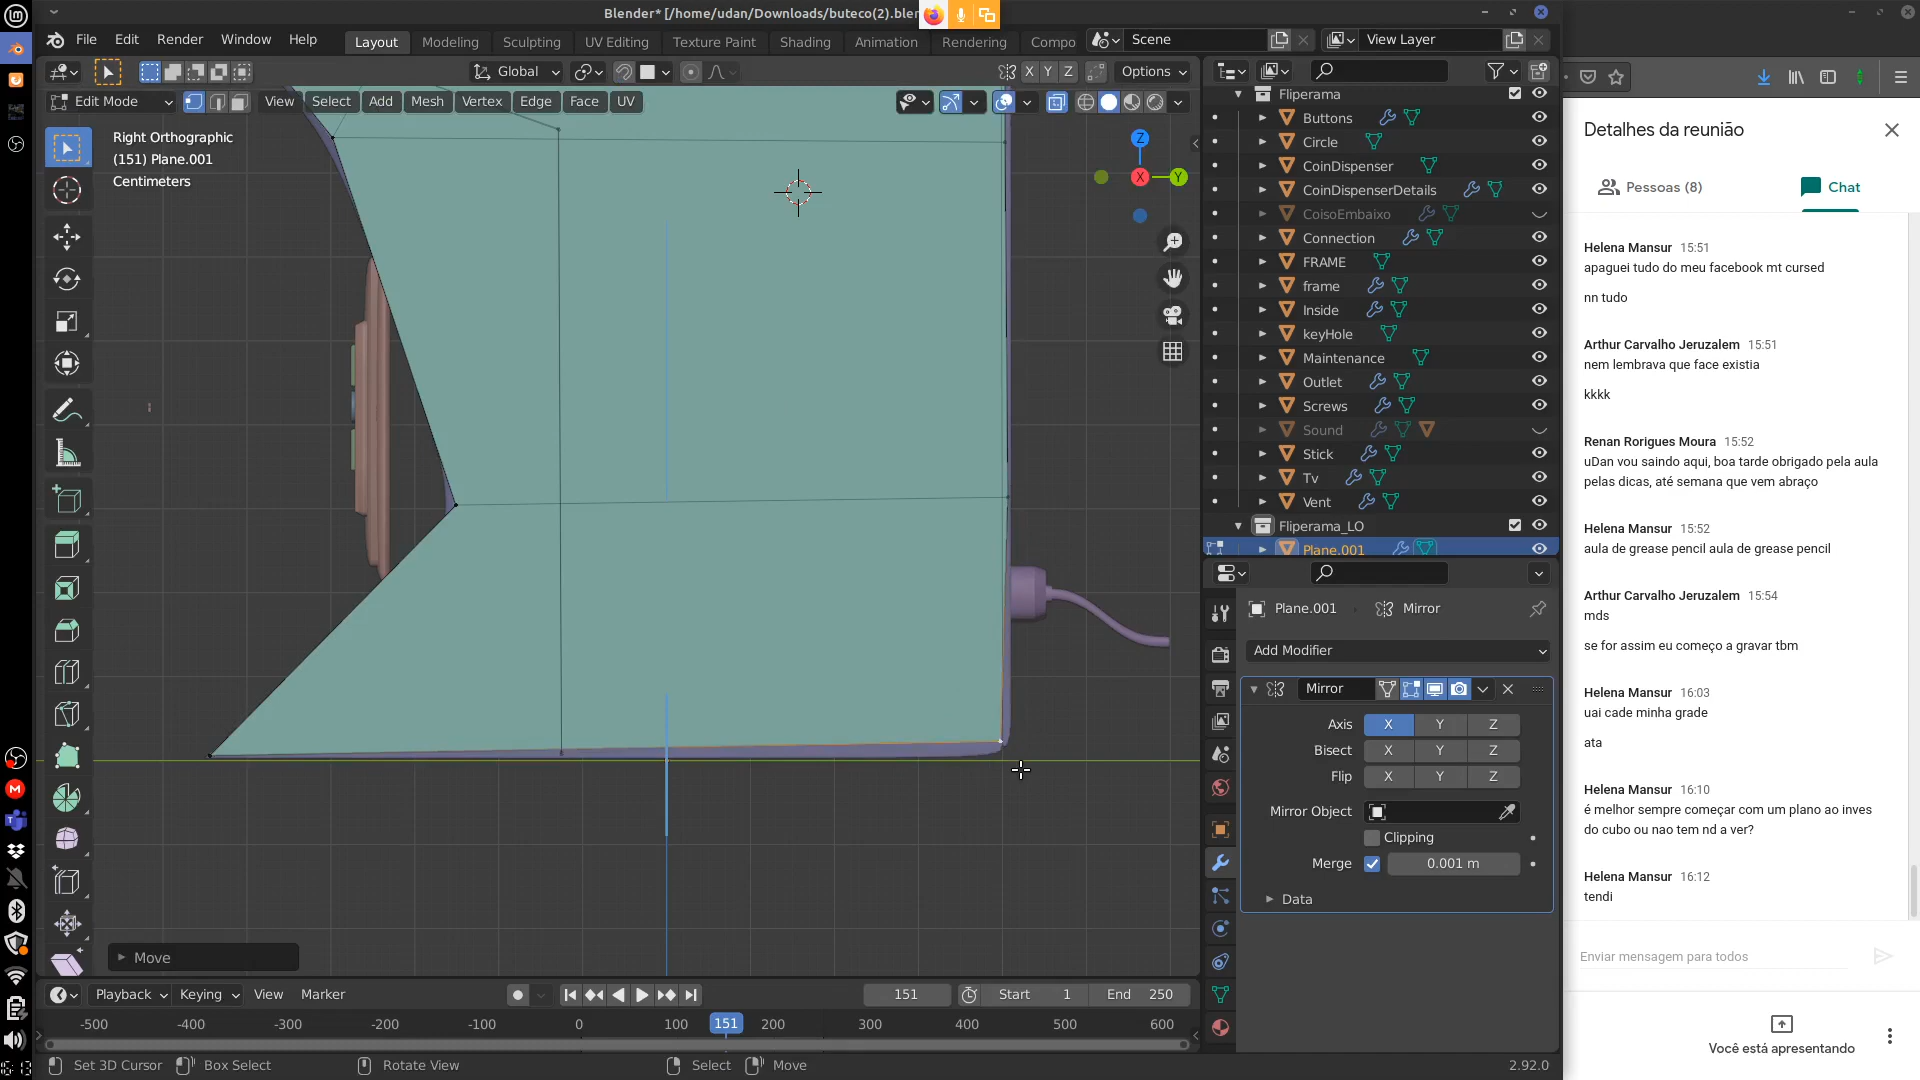 Blender* [/home/udan/Downloads/buteco(2).blen
File Edit Render Window Help
Layout Modeling Sculpting UV Editing Texture Paint Shading Animation Rendering Compo
Scene
View Layer
Global
X Y Z
Options
Edit Mode
View Select Add Mesh Vertex Edge Face UV
Right Orthographic
(151) Plane.001
Centimeters
Z
X
Y
Fliperama
Buttons
Circle
CoinDispenser
CoinDispenserDetails
CoisoEmbaixo
Connection
FRAME
frame
Inside
keyHole
Maintenance
Outlet
Screws
Sound
Stick
Tv
Vent
Fliperama_LO
Plane.001
Plane.001 Mirror
Add Modifier
Mirror
Axis X Y Z
Bisect X Y Z
Flip X Y Z
Mirror Object
Clipping
Merge 0.001 m
Data
Move
Playback Keying View Marker
151
Start 1
End 250
-500 -400 -300 -200 -100 0 100 151 200 300 400 500 600
Set 3D Cursor Box Select Rotate View Select Move
2.92.0
Detalhes da reunião
Pessoas (8)
Chat
Helena Mansur 15:51
apaguei tudo do meu facebook mt cursed
nn tudo
Arthur Carvalho Jeruzalem 15:51
nem lembrava que face existia
kkkk
Renan Rorigues Moura 15:52
uDan vou saindo aqui, boa tarde obrigado pela aula
pelas dicas, até semana que vem abraço
Helena Mansur 15:52
aula de grease pencil aula de grease pencil
Arthur Carvalho Jeruzalem 15:54
mds
se for assim eu começo a gravar tbm
Helena Mansur 16:03
uai cade minha grade
ata
Helena Mansur 16:10
é melhor sempre começar com um plano ao inves
do cubo ou nao tem nd a ver?
Helena Mansur 16:12
tendi
Enviar mensagem para todos
Você está apresentando